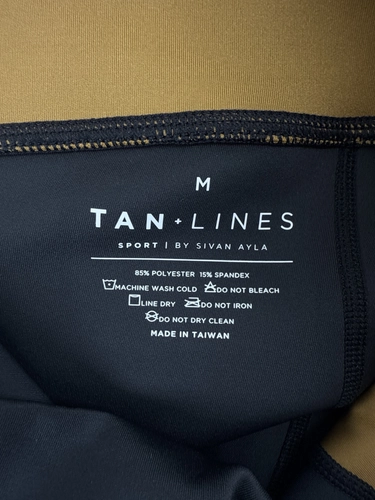 M
TAN + LINES
SPORT | BY SIVAN AYLA
85% POLYESTER 15% SPANDEX
MACHINE WASH COLD DO NOT BLEACH
LINE DRY DO NOT IRON
DO NOT DRY CLEAN
MADE IN TAIWAN